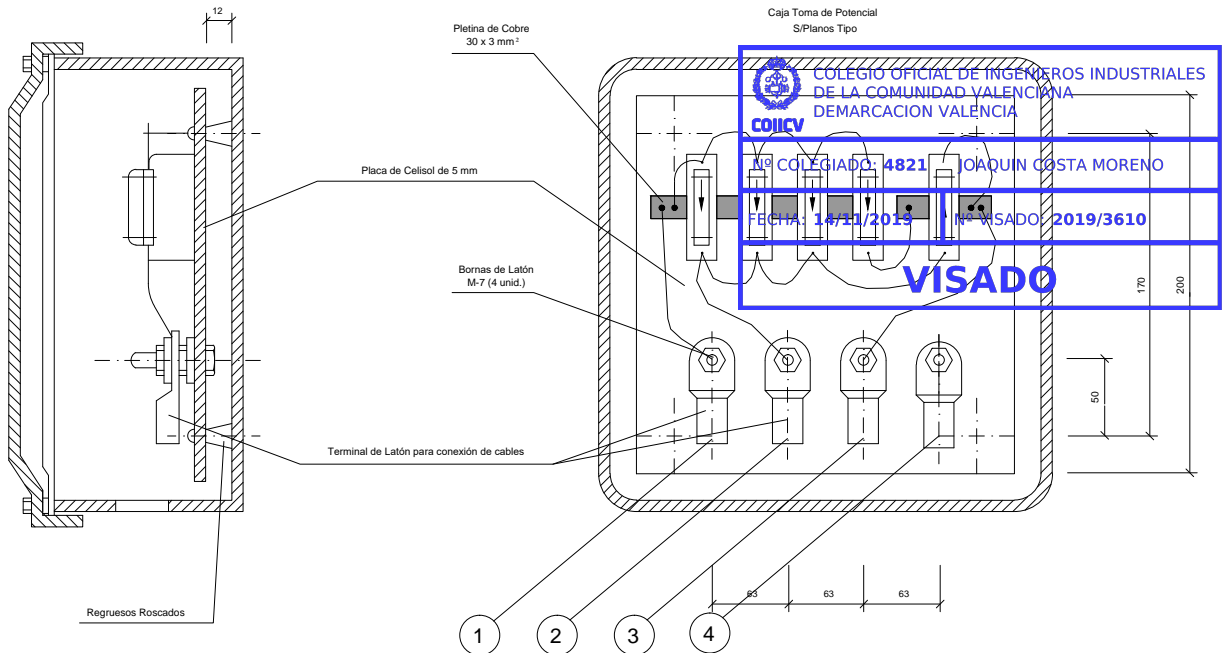 12
Pletina de Cobre
30 x 3 mm²
Caja Toma de Potencial
S/Planos Tipo
COLEGIO OFICIAL DE INGENIEROS INDUSTRIALES
DE LA COMUNIDAD VALENCIANA
DEMARCACION VALENCIA
COIICV
Nº COLEGIADO: 4821 JOAQUIN COSTA MORENO
FECHA: 14/11/2019 Nº VISADO: 2019/3610
VISADO
Placa de Celisol de 5 mm
Bornas de Latón
M-7 (4 unid.)
170
200
50
Terminal de Latón para conexión de cables
63
63
63
Regruesos Roscados
1
2
3
4